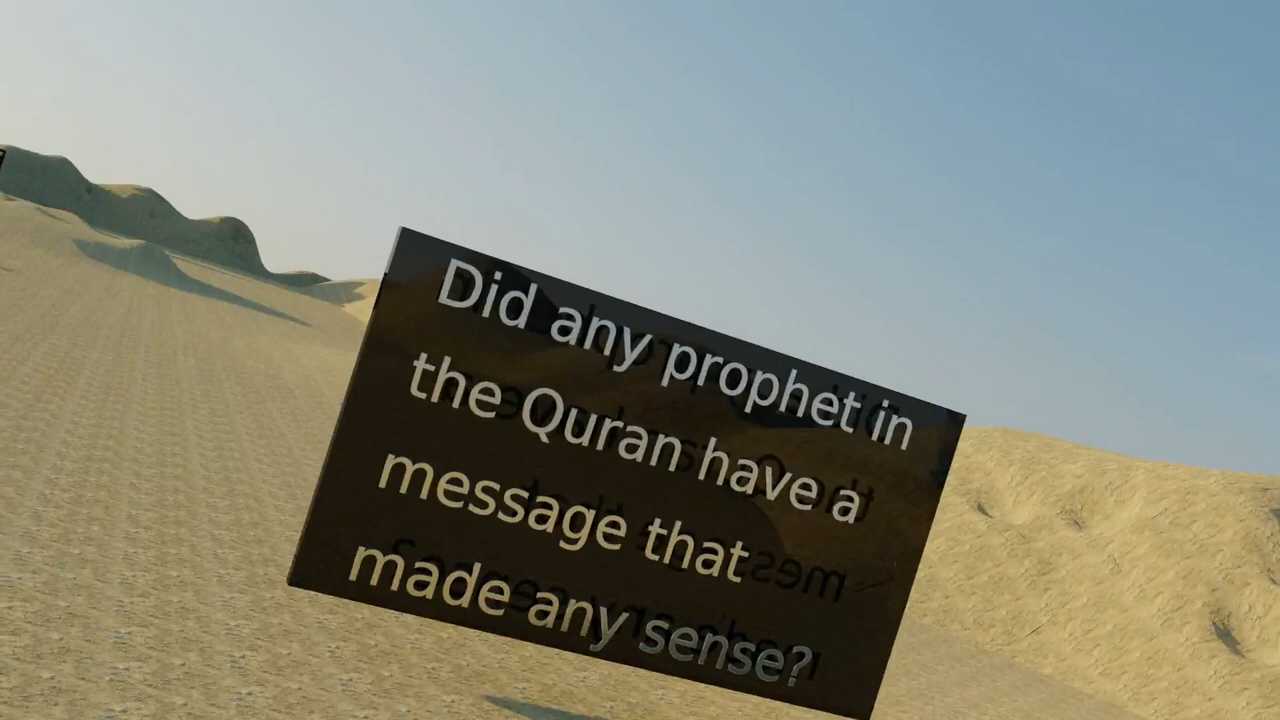 Did any prophet in
the Quran have a
message that
made any sense?